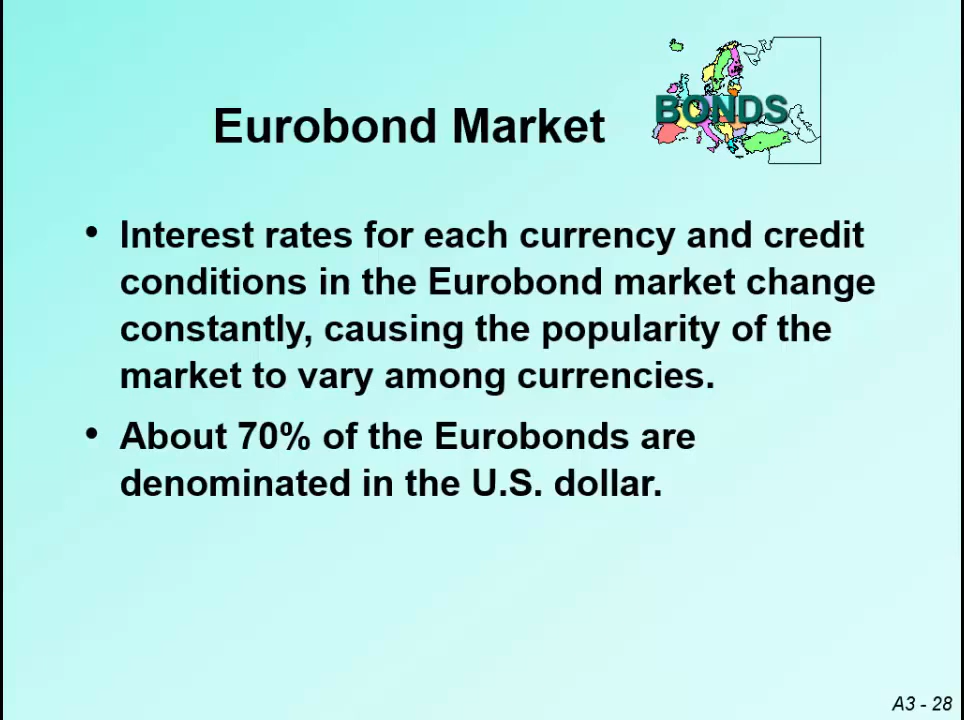 BONDS
Eurobond Market
• Interest rates for each currency and credit
conditions in the Eurobond market change
constantly, causing the popularity of the
market to vary among currencies.
• About 70% of the Eurobonds are
denominated in the U.S. dollar.
A3 - 28